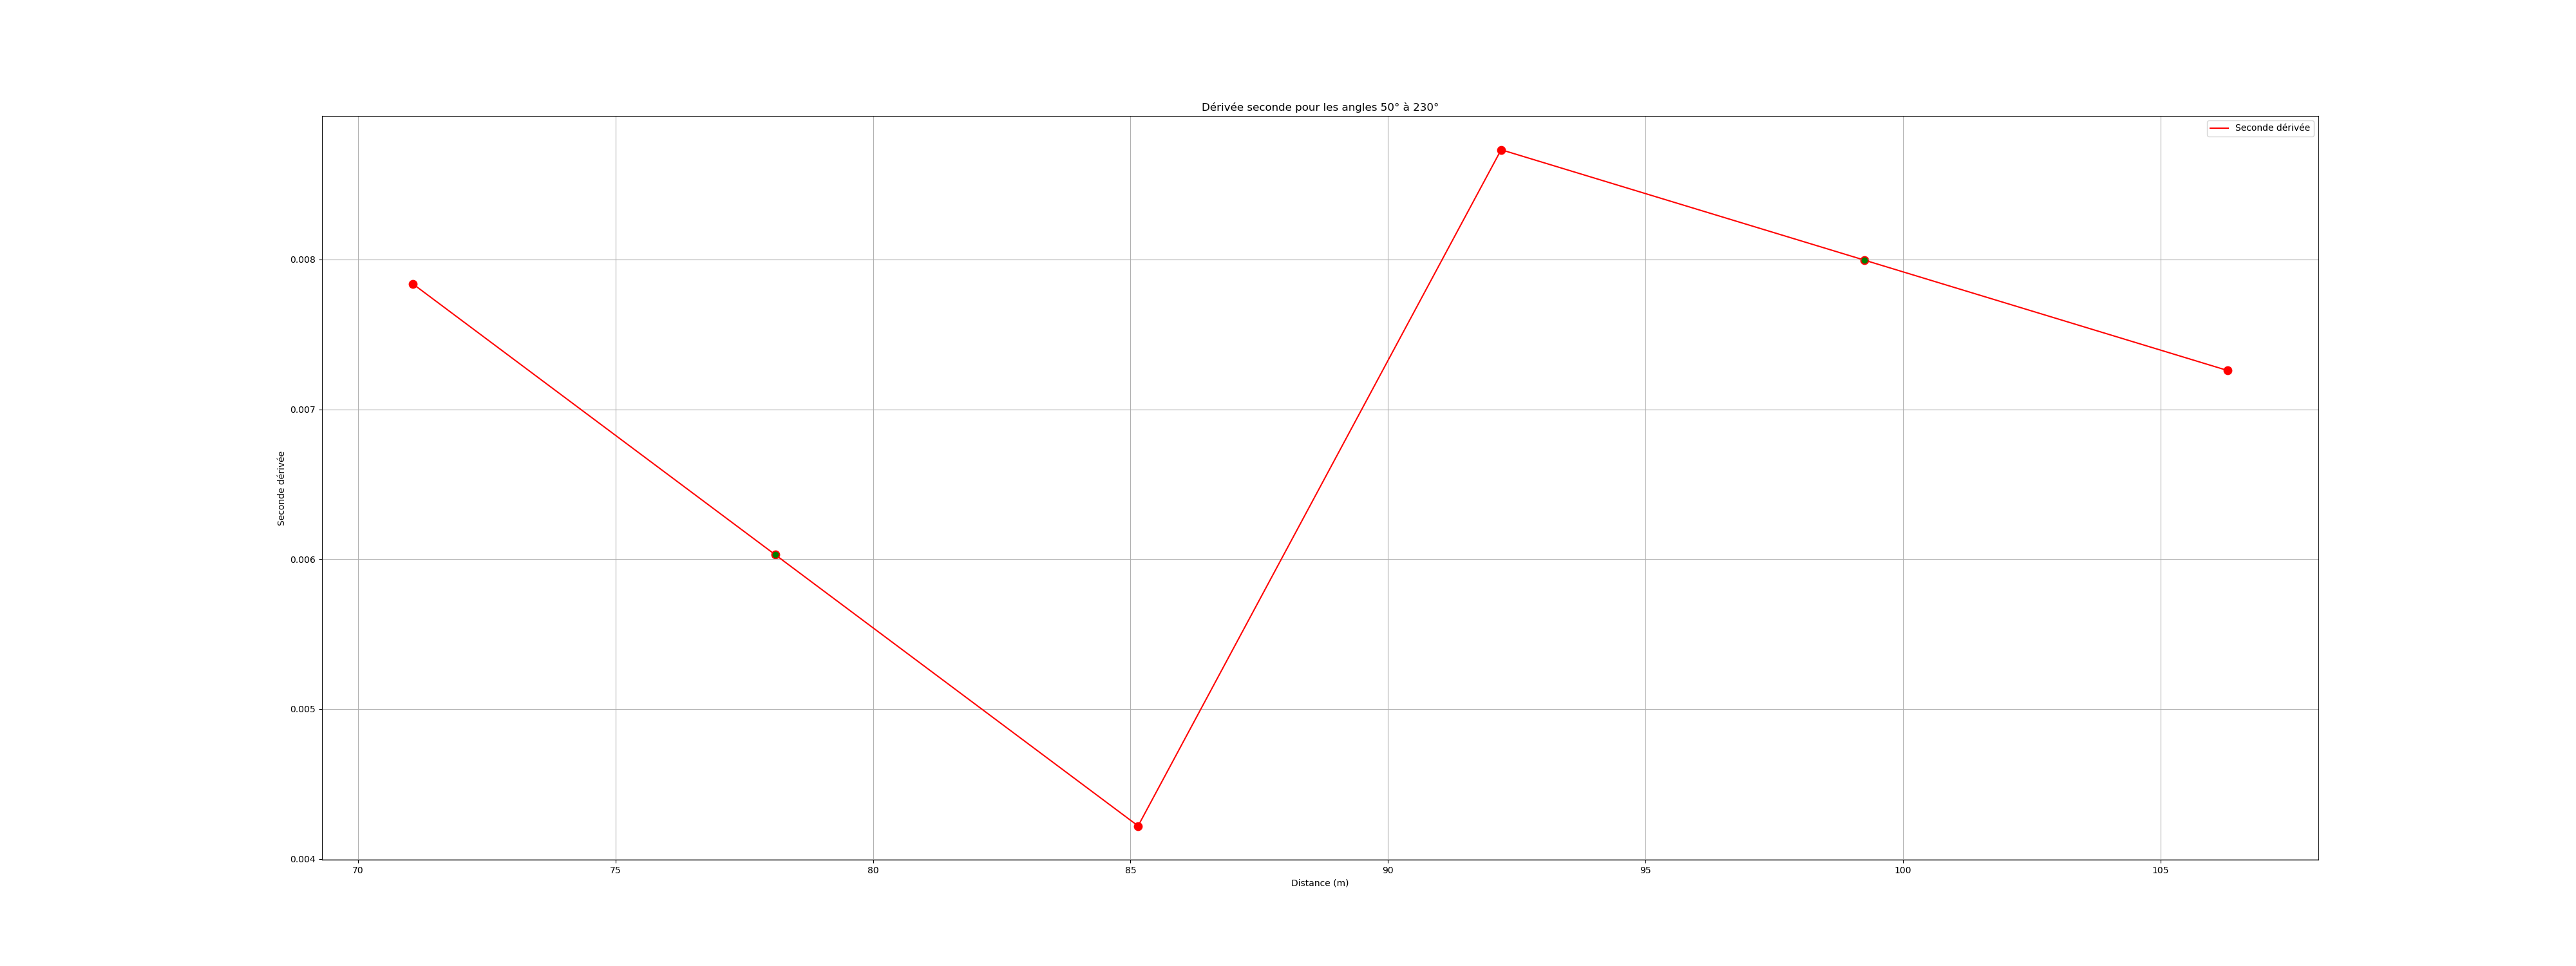 Dérivée seconde pour les angles 50° à 230°
Seconde dérivée
0.008
0.007
0.006
0.005
0.004
Seconde dérivée
70 75 80 85 90 95 100 105
Distance (m)